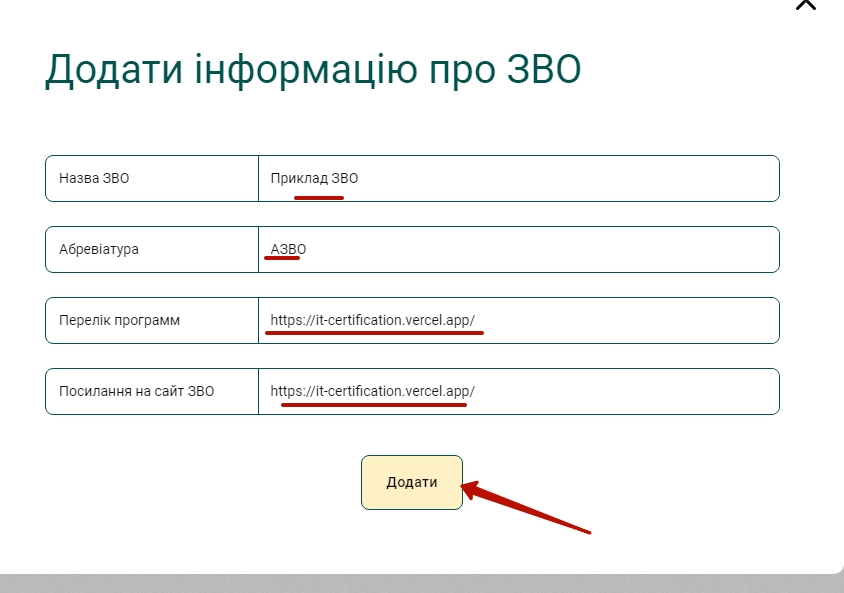 Додати інформацію про ЗВО
Назва ЗВО Приклад ЗВО
Абревіатура АЗВО
Перелік программ https://it-certification.vercel.app/
Посилання на сайт ЗВО https://it-certification.vercel.app/
Додати